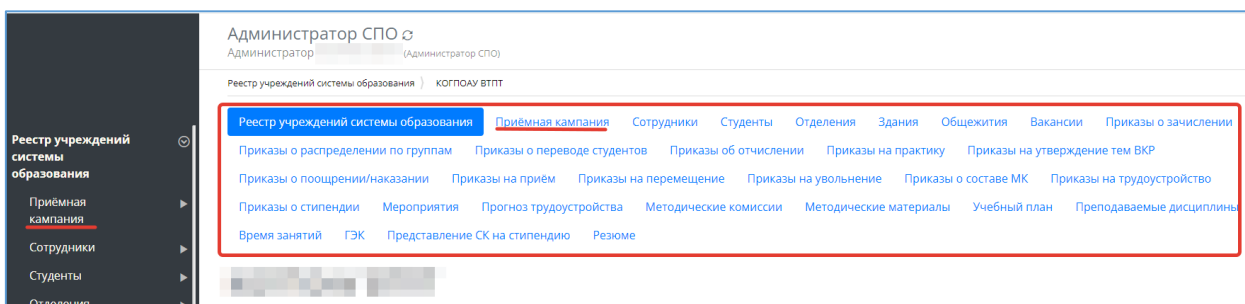 Администратор СПО
Администратор (Администратор СПО)
Реестр учреждений системы образования КОГПОАУ ВТПТ
Реестр учреждений системы образования
Приёмная кампания
Сотрудники
Студенты
Отделения
Реестр учреждений системы образования Приёмная кампания Сотрудники Студенты Отделения Здания Общежития Вакансии Приказы о зачислении
Приказы о распределении по группам Приказы о переводе студентов Приказы об отчислении Приказы на практику Приказы на утверждение тем ВКР
Приказы о поощрении/наказании Приказы на приём Приказы на перемещение Приказы на увольнение Приказы о составе МК Приказы на трудоустройство
Приказы о стипендии Мероприятия Прогноз трудоустройства Методические комиссии Методические материалы Учебный план Преподаваемые дисциплины
Время занятий ГЭК Представление СК на стипендию Резюме